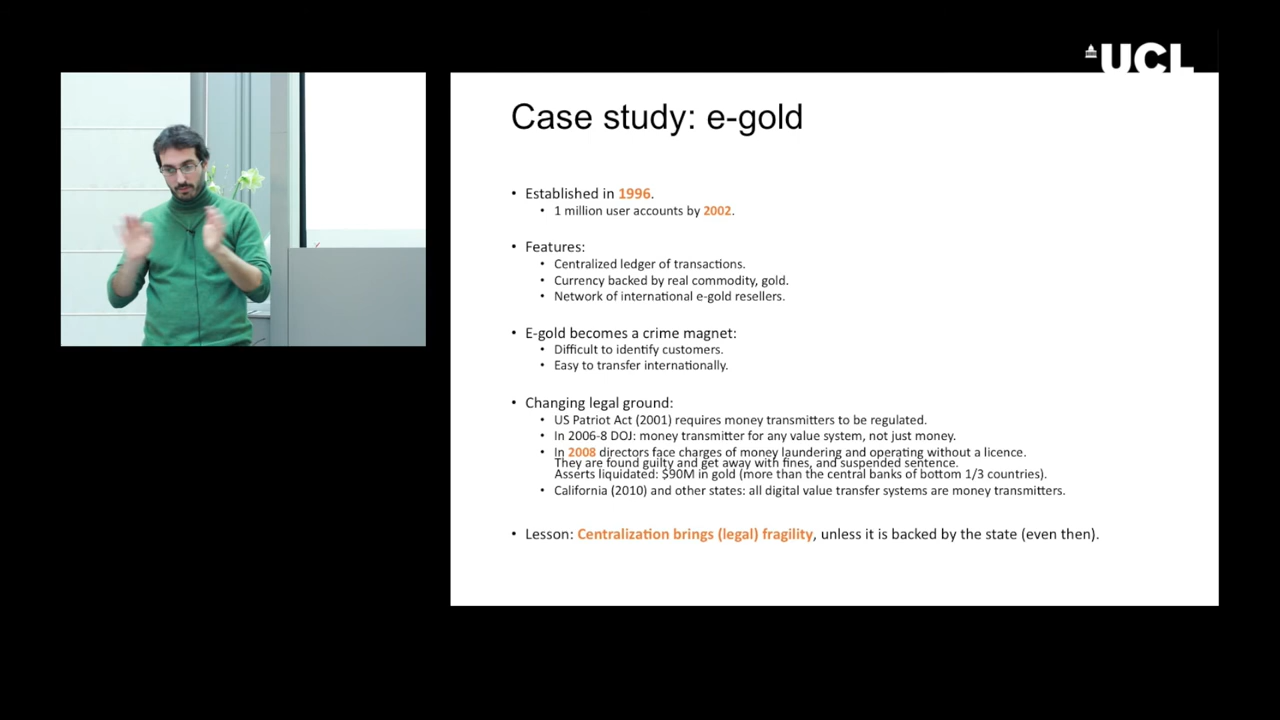 UCL
Case study: e-gold
• Established in 1996.
• 1 million user accounts by 2002.
• Features:
• Centralized ledger of transactions.
• Currency backed by real commodity, gold.
• Network of international e-gold resellers.
• E-gold becomes a crime magnet:
• Difficult to identify customers.
• Easy to transfer internationally.
• Changing legal ground:
• US Patriot Act (2001) requires money transmitters to be regulated.
• In 2006-8 DOJ: money transmitter for any value system, not just money.
• In 2008 directors face charges of money laundering and operating without a licence.
They are found guilty and get away with fines, and suspended sentence.
Asserts liquidated: $90M in gold (more than the central banks of bottom 1/3 countries).
• California (2010) and other states: all digital value transfer systems are money transmitters.
• Lesson: Centralization brings (legal) fragility, unless it is backed by the state (even then).